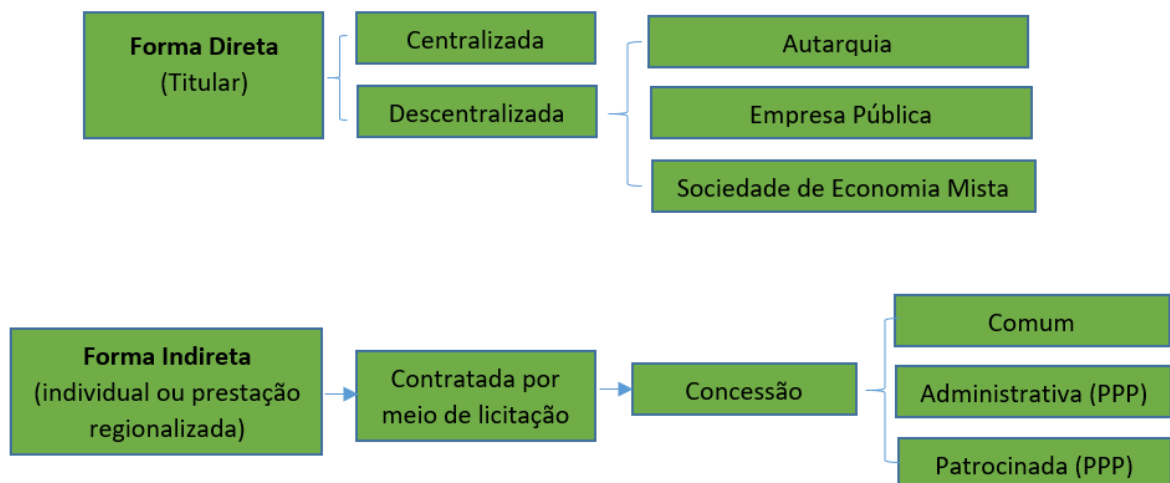 Forma Direta
(Titular)
Centralizada
Descentralizada
Autarquia
Empresa Pública
Sociedade de Economia Mista
Forma Indireta
(individual ou prestação
regionalizada)
Contratada por
meio de licitação
Concessão
Comum
Administrativa (PPP)
Patrocinada (PPP)